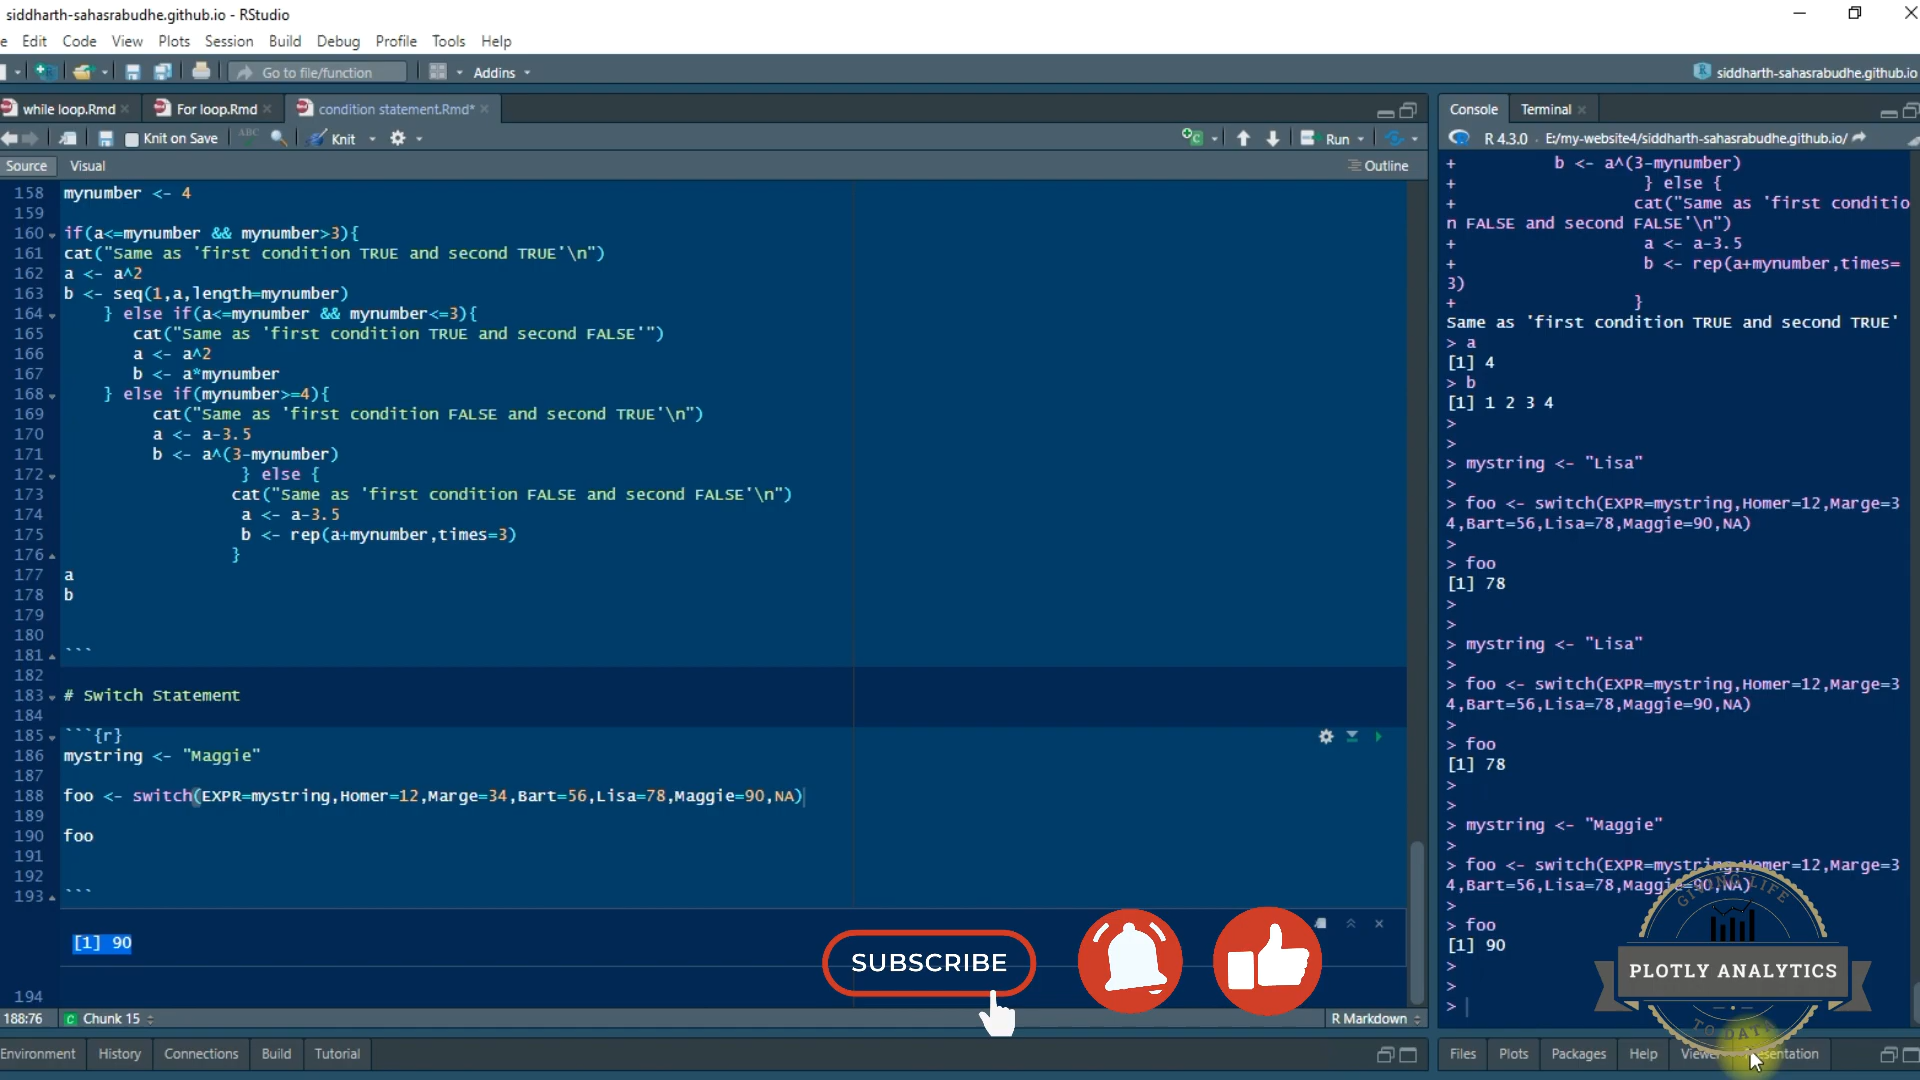 siddharth-sahasrabudhe.github.io - RStudio
e Edit Code View Plots Session Build Debug Profile Tools Help
Go to file/function Addins siddharth-sahasrabudhe.github.io
while loop.Rmd For loop.Rmd condition statement.Rmd*
Knit on Save ABC Knit Run
Source Visual Outline
158 mynumber <- 4
159
160 if(a<=mynumber && mynumber>3){
161 cat("Same as 'first condition TRUE and second TRUE'\n")
162 a <- a^2
163 b <- seq(1,a,length=mynumber)
164 } else if(a<=mynumber && mynumber<=3){
165 cat("Same as 'first condition TRUE and second FALSE'")
166 a <- a^2
167 b <- a*mynumber
168 } else if(mynumber>=4){
169 cat("Same as 'first condition FALSE and second TRUE'\n")
170 a <- a-3.5
171 b <- a^(3-mynumber)
172 } else {
173 cat("Same as 'first condition FALSE and second FALSE'\n")
174 a <- a-3.5
175 b <- rep(a+mynumber,times=3)
176 }
177 a
178 b
179
180
181 ```
182
183 # Switch Statement
184
185 ```{r}
186 mystring <- "Maggie"
187
188 foo <- switch(EXPR=mystring,Homer=12,Marge=34,Bart=56,Lisa=78,Maggie=90,NA)
189
190 foo
191
192
193 ```
[1] 90
194
188:76 C Chunk 15 R Markdown
Environment History Connections Build Tutorial
Console Terminal
R 4.3.0 · E:/my-website4/siddharth-sahasrabudhe.github.io/
+ b <- a^(3-mynumber)
+ } else {
+ cat("Same as 'first conditio
n FALSE and second FALSE'\n")
+ a <- a-3.5
+ b <- rep(a+mynumber,times=
3)
+ }
Same as 'first condition TRUE and second TRUE'
> a
[1] 4
> b
[1] 1 2 3 4
>
>
> mystring <- "Lisa"
>
> foo <- switch(EXPR=mystring,Homer=12,Marge=3
4,Bart=56,Lisa=78,Maggie=90,NA)
>
> foo
[1] 78
>
>
> mystring <- "Lisa"
>
> foo <- switch(EXPR=mystring,Homer=12,Marge=3
4,Bart=56,Lisa=78,Maggie=90,NA)
>
> foo
[1] 78
>
>
> mystring <- "Maggie"
>
> foo <- switch(EXPR=mystring,Homer=12,Marge=3
4,Bart=56,Lisa=78,Maggie=90,NA)
>
> foo
[1] 90
>
>
>
Files Plots Packages Help Viewer Presentation
SUBSCRIBE
GIVING LIFE
PLOTLY ANALYTICS
TO DATA